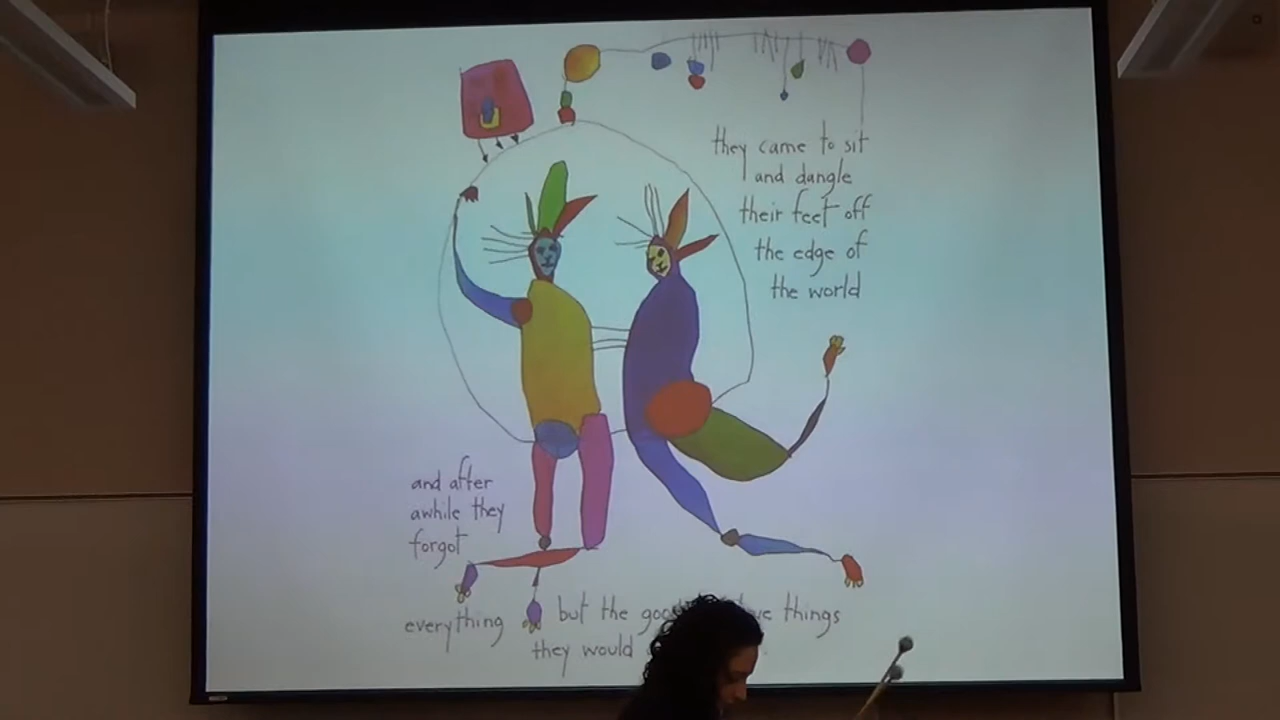 they came to sit
and dangle
their feet off
the edge of
the world
and after
awhile they
forgot
everything but the things
they would